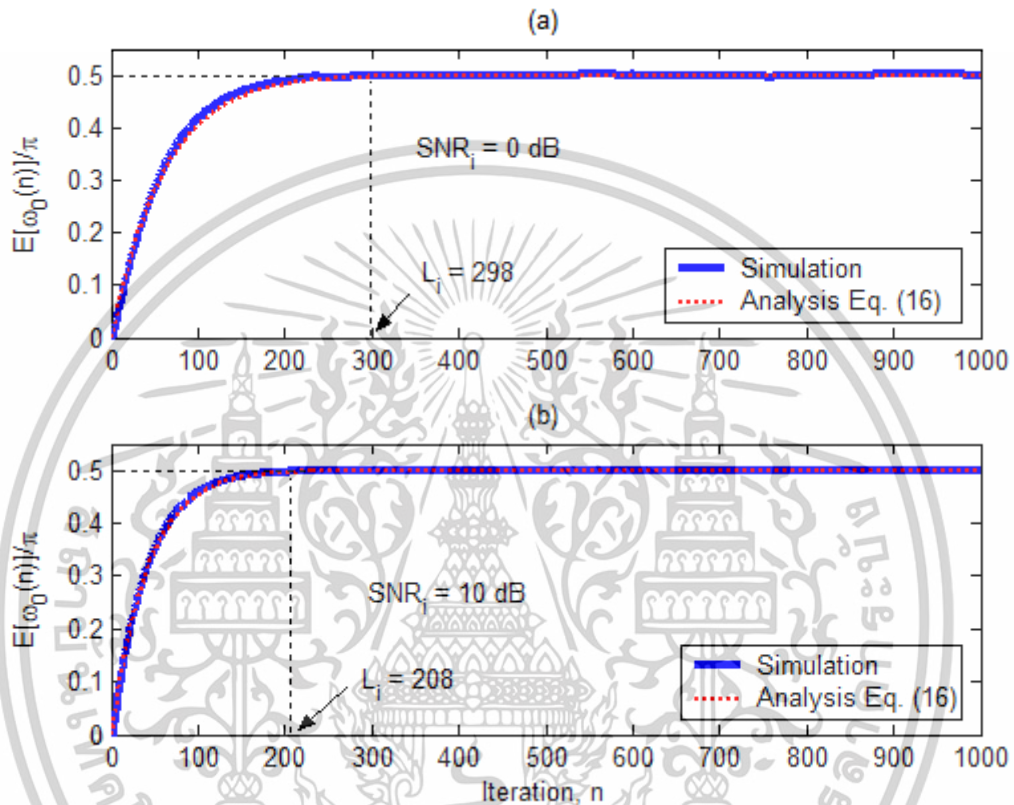 (a)
0.5
0.4
0.3
0.2
0.1
0
E[ω₀(n)]/π
SNRᵢ = 0 dB
Lᵢ = 298
Simulation
Analysis Eq. (16)
0 100 200 300 400 500 600 700 800 900 1000
(b)
0.5
0.4
0.3
0.2
0.1
0
E[ω₀(n)]/π
SNRᵢ = 10 dB
Lᵢ = 208
Simulation
Analysis Eq. (16)
0 100 200 300 400 500 600 700 800 900 1000
Iteration, n